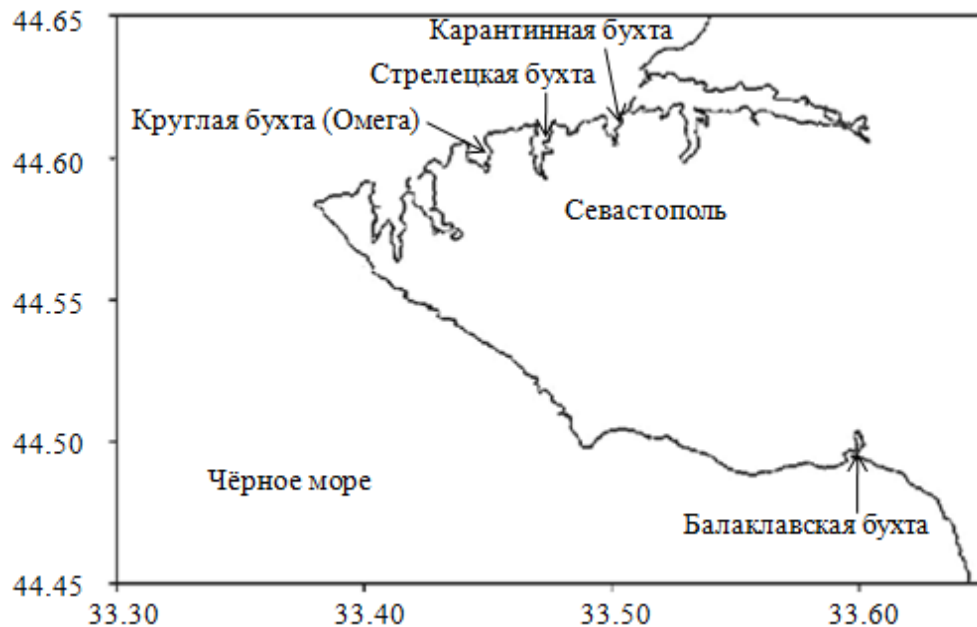 44.65
Карантинная бухта
Стрелецкая бухта
Круглая бухта (Омега)
44.60
Севастополь
44.55
44.50
Чёрное море
Балаклавская бухта
44.45
33.30 33.40 33.50 33.60